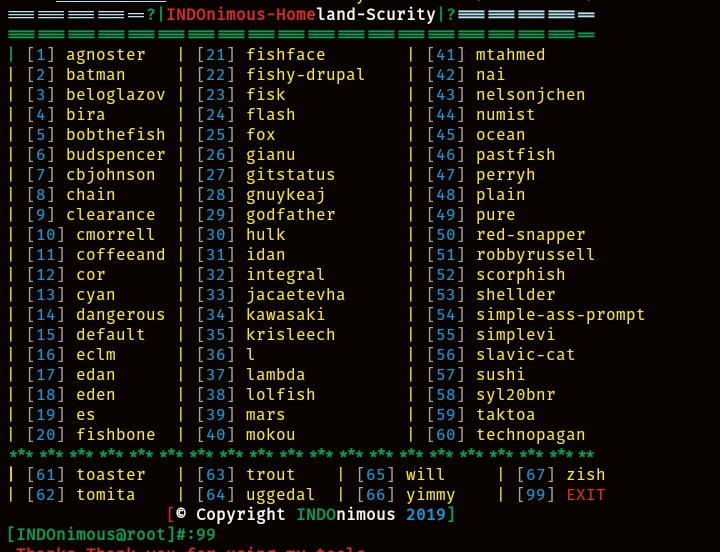 ?|INDOnimous-Homeland-Scurity|?
| [1] agnoster | [21] fishface | [41] mtahmed
| [2] batman | [22] fishy-drupal | [42] nai
| [3] beloglazov | [23] fisk | [43] nelsonjchen
| [4] bira | [24] flash | [44] numist
| [5] bobthefish | [25] fox | [45] ocean
| [6] budspencer | [26] gianu | [46] pastfish
| [7] cbjohnson | [27] gitstatus | [47] perryh
| [8] chain | [28] gnuykeaj | [48] plain
| [9] clearance | [29] godfather | [49] pure
| [10] cmorrell | [30] hulk | [50] red-snapper
| [11] coffeeand | [31] idan | [51] robbyrussell
| [12] cor | [32] integral | [52] scorphish
| [13] cyan | [33] jacaetevha | [53] shellder
| [14] dangerous | [34] kawasaki | [54] simple-ass-prompt
| [15] default | [35] krisleech | [55] simplevi
| [16] eclm | [36] l | [56] slavic-cat
| [17] edan | [37] lambda | [57] sushi
| [18] eden | [38] lolfish | [58] syl20bnr
| [19] es | [39] mars | [59] taktoa
| [20] fishbone | [40] mokou | [60] technopagan
| [61] toaster | [63] trout | [65] will | [67] zish
| [62] tomita | [64] uggedal | [66] yimmy | [99] EXIT
[© Copyright INDOnimous 2019]
[INDOnimous@root]#:99
Thanks Thank you for using my tools